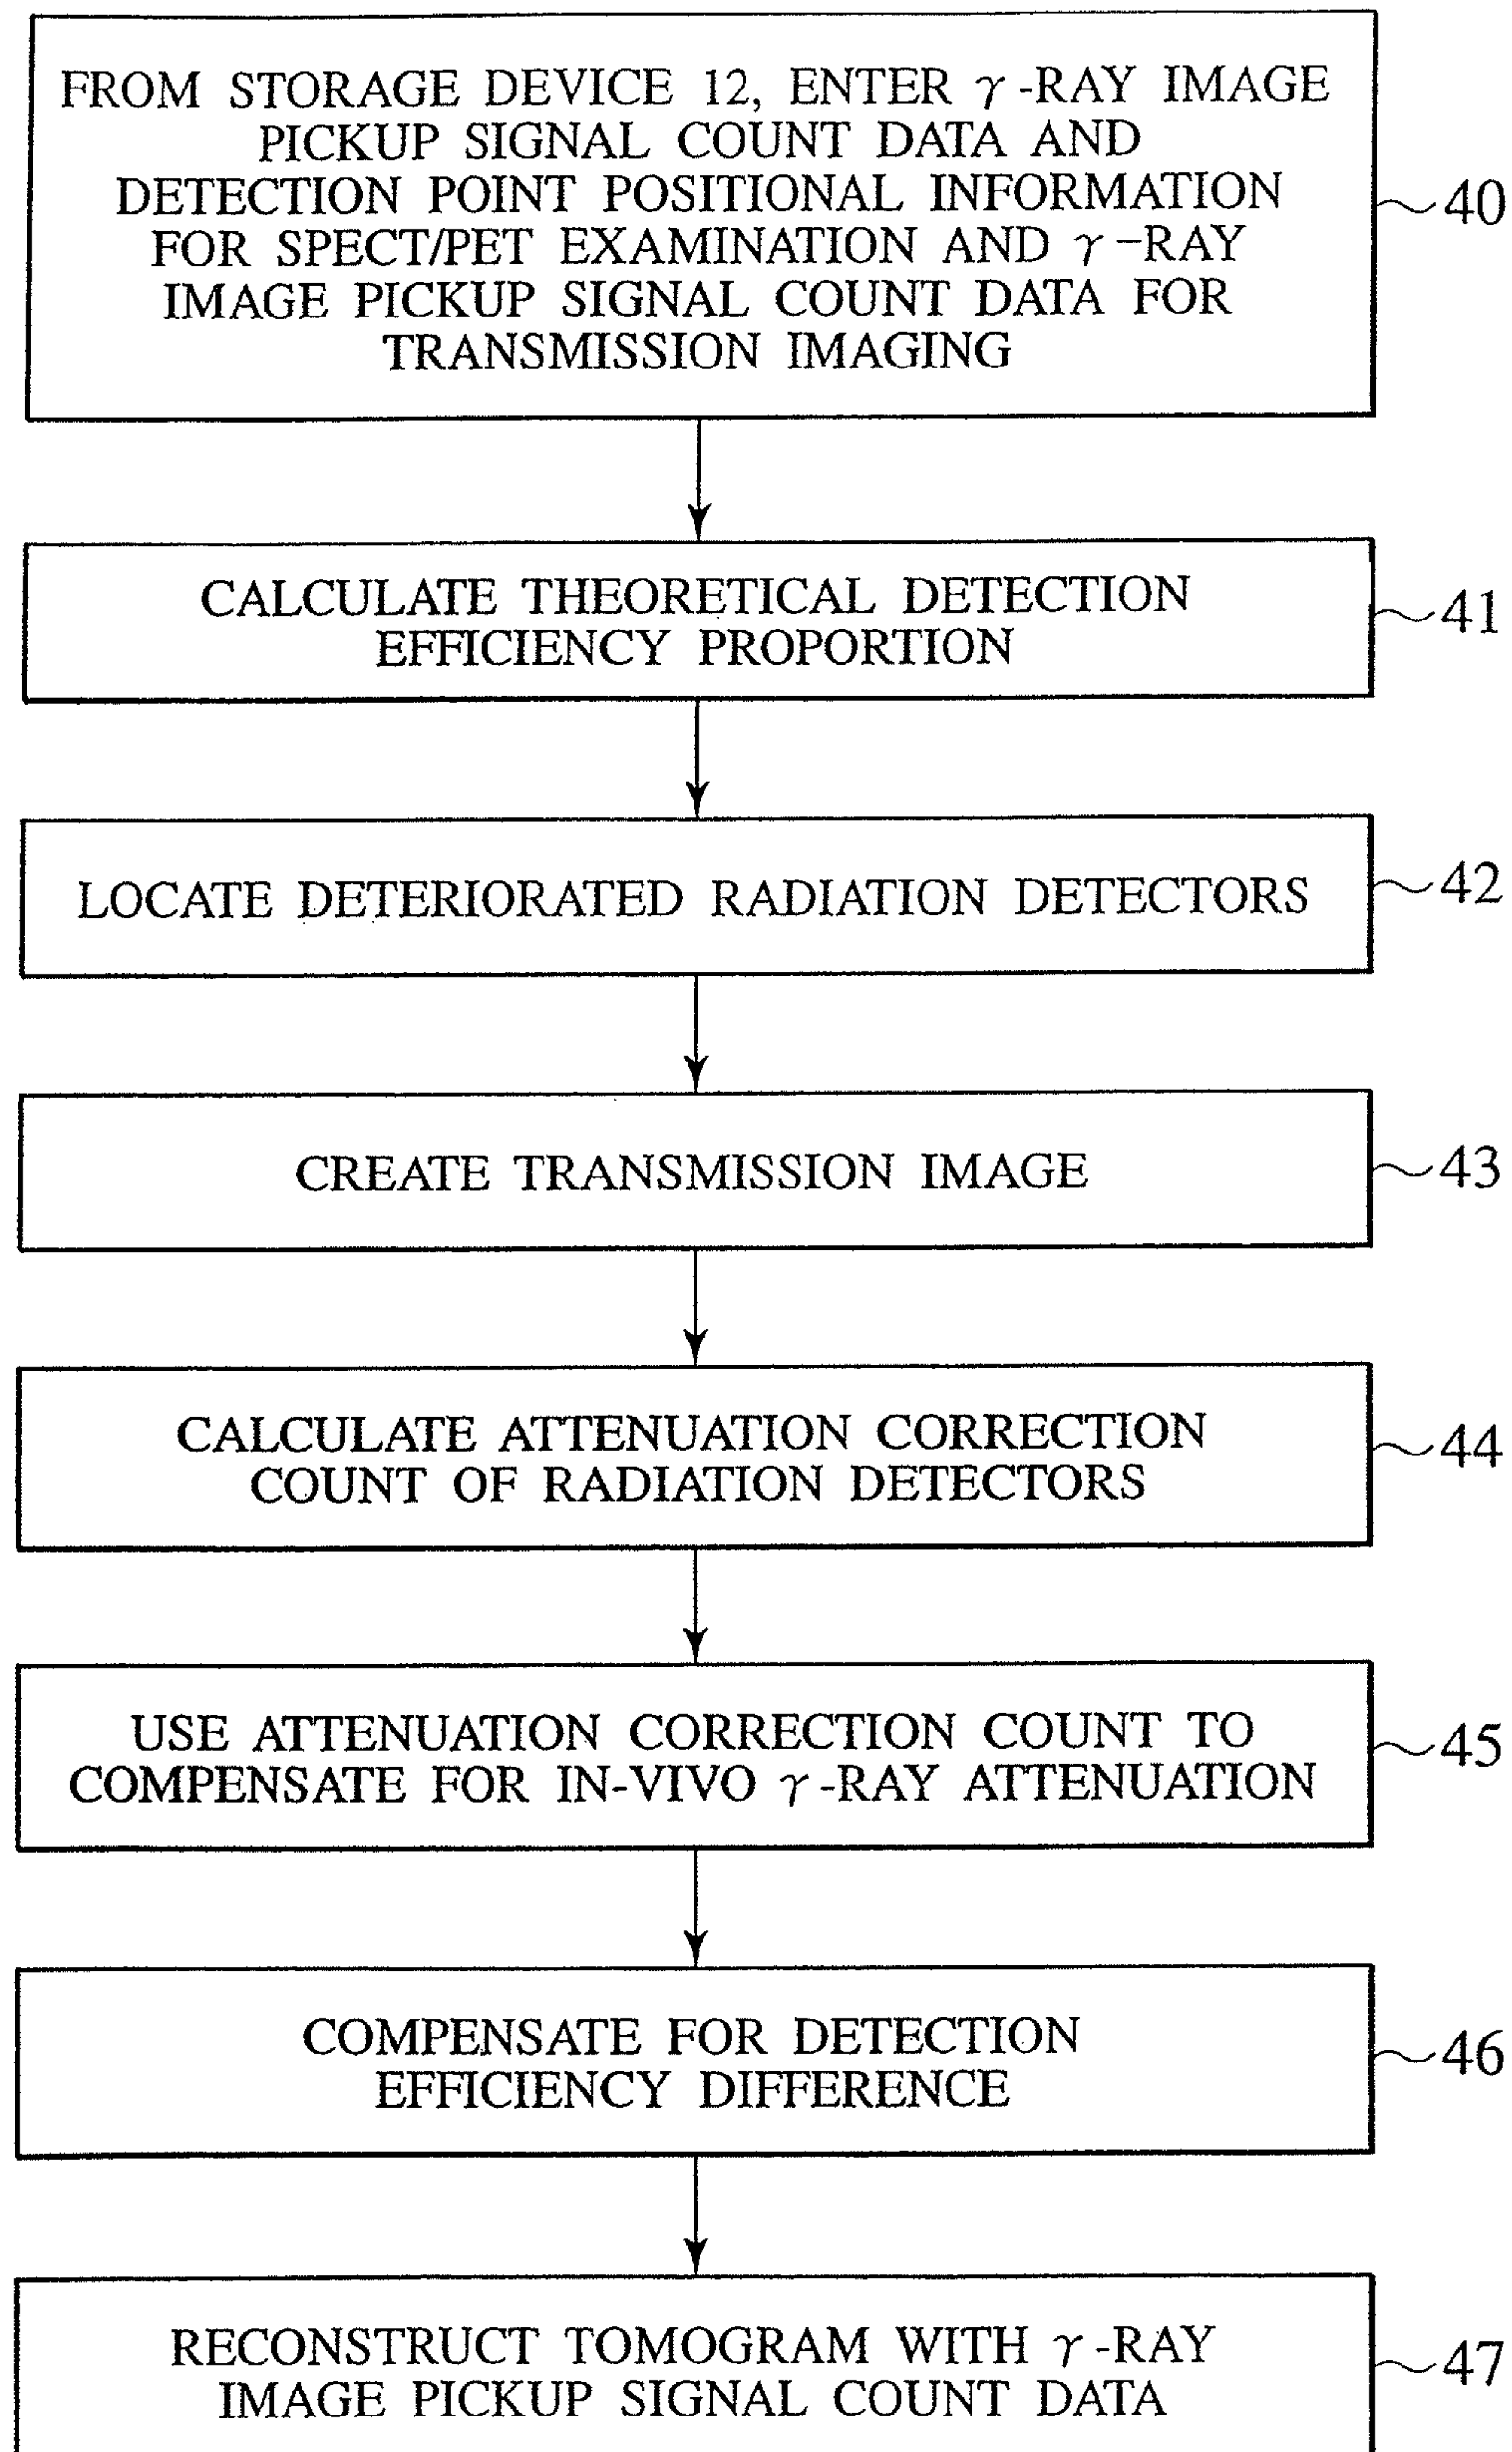 FROM STORAGE DEVICE 12, ENTER γ-RAY IMAGE
PICKUP SIGNAL COUNT DATA AND
DETECTION POINT POSITIONAL INFORMATION
FOR SPECT/PET EXAMINATION AND γ-RAY
IMAGE PICKUP SIGNAL COUNT DATA FOR
TRANSMISSION IMAGING
40
CALCULATE THEORETICAL DETECTION
EFFICIENCY PROPORTION
41
LOCATE DETERIORATED RADIATION DETECTORS
42
CREATE TRANSMISSION IMAGE
43
CALCULATE ATTENUATION CORRECTION
COUNT OF RADIATION DETECTORS
44
USE ATTENUATION CORRECTION COUNT TO
COMPENSATE FOR IN-VIVO γ-RAY ATTENUATION
45
COMPENSATE FOR DETECTION
EFFICIENCY DIFFERENCE
46
RECONSTRUCT TOMOGRAM WITH γ-RAY
IMAGE PICKUP SIGNAL COUNT DATA
47